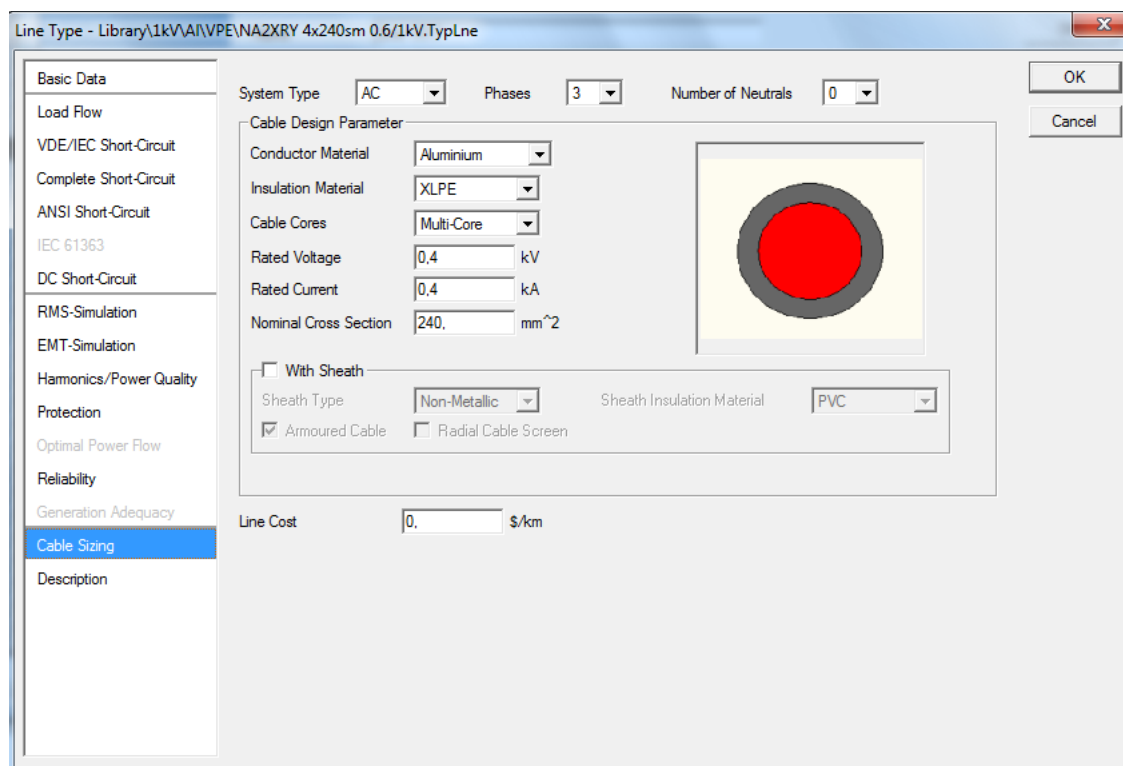 Line Type - Library\1kV\Al\VPE\NA2XRY 4x240sm 0.6/1kV.TypLne
Basic Data
Load Flow
VDE/IEC Short-Circuit
Complete Short-Circuit
ANSI Short-Circuit
IEC 61363
DC Short-Circuit
RMS-Simulation
EMT-Simulation
Harmonics/Power Quality
Protection
Optimal Power Flow
Reliability
Generation Adequacy
Cable Sizing
Description
System Type AC Phases 3 Number of Neutrals 0
Cable Design Parameter
Conductor Material Aluminium
Insulation Material XLPE
Cable Cores Multi-Core
Rated Voltage 0,4 kV
Rated Current 0,4 kA
Nominal Cross Section 240, mm^2
With Sheath
Sheath Type Non-Metallic Sheath Insulation Material PVC
Armoured Cable Radial Cable Screen
Line Cost 0, $/km
OK
Cancel